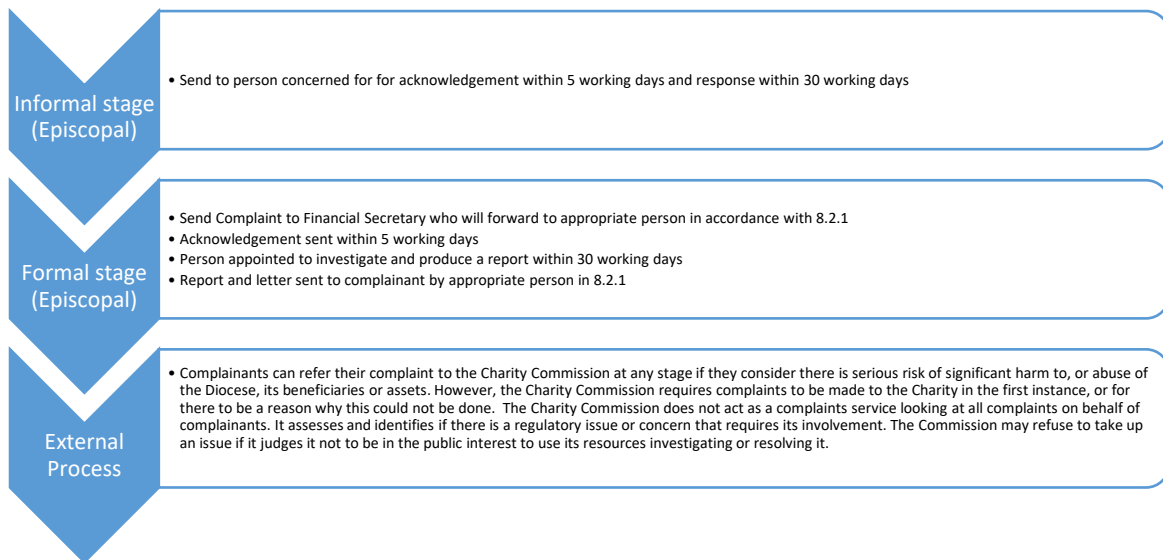 Informal stage
(Episcopal)
• Send to person concerned for for acknowledgement within 5 working days and response within 30 working days
Formal stage
(Episcopal)
• Send Complaint to Financial Secretary who will forward to appropriate person in accordance with 8.2.1
• Acknowledgement sent within 5 working days
• Person appointed to investigate and produce a report within 30 working days
• Report and letter sent to complainant by appropriate person in 8.2.1
External
Process
• Complainants can refer their complaint to the Charity Commission at any stage if they consider there is serious risk of significant harm to, or abuse of
the Diocese, its beneficiaries or assets. However, the Charity Commission requires complaints to be made to the Charity in the first instance, or for
there to be a reason why this could not be done.  The Charity Commission does not act as a complaints service looking at all complaints on behalf of
complainants. It assesses and identifies if there is a regulatory issue or concern that requires its involvement. The Commission may refuse to take up
an issue if it judges it not to be in the public interest to use its resources investigating or resolving it.